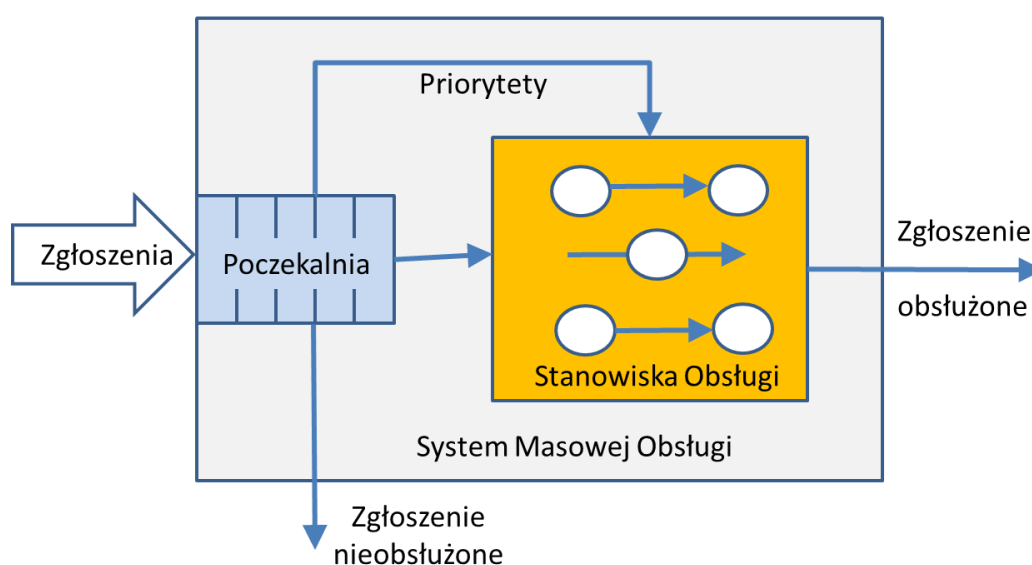 Priorytety
Zgłoszenia
Poczekalnia
Zgłoszenie
obsłużone
Stanowiska Obsługi
System Masowej Obsługi
Zgłoszenie
nieobsłużone